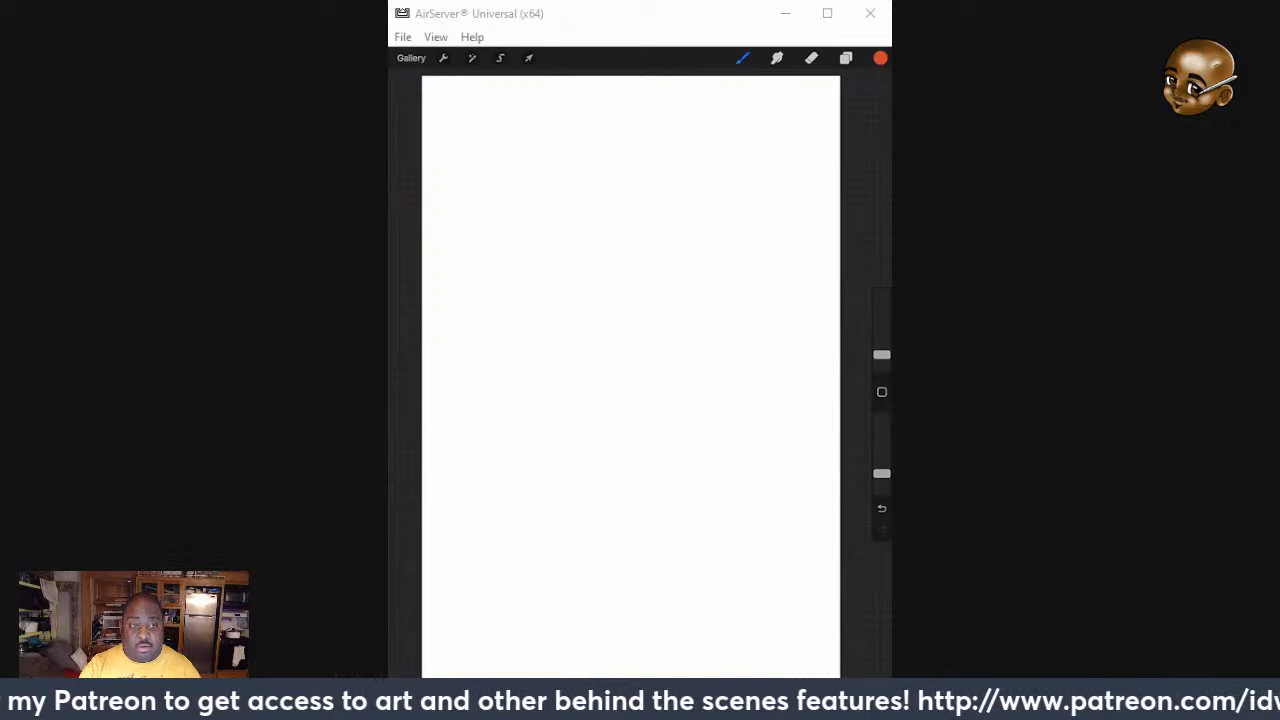 AirServer® Universal (x64)
File View Help
Gallery
my Patreon to get access to art and other behind the scenes features! http://www.patreon.com/idw